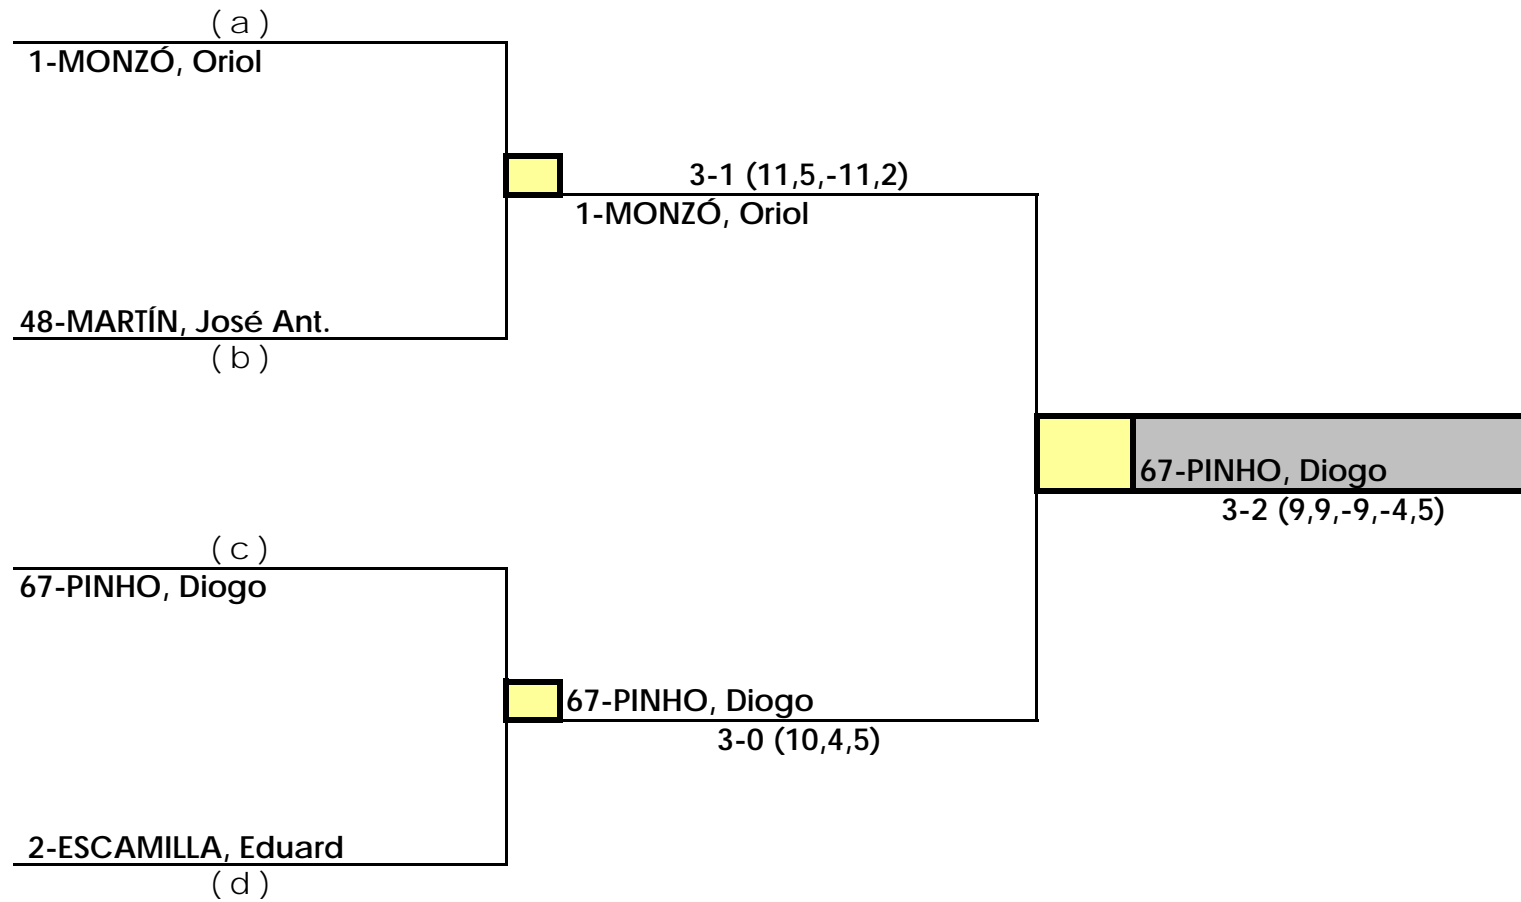 ( a )
1-MONZÓ, Oriol
3-1 (11,5,-11,2)
1-MONZÓ, Oriol
48-MARTÍN, José Ant.
( b )
67-PINHO, Diogo
3-2 (9,9,-9,-4,5)
( c )
67-PINHO, Diogo
67-PINHO, Diogo
3-0 (10,4,5)
2-ESCAMILLA, Eduard
( d )